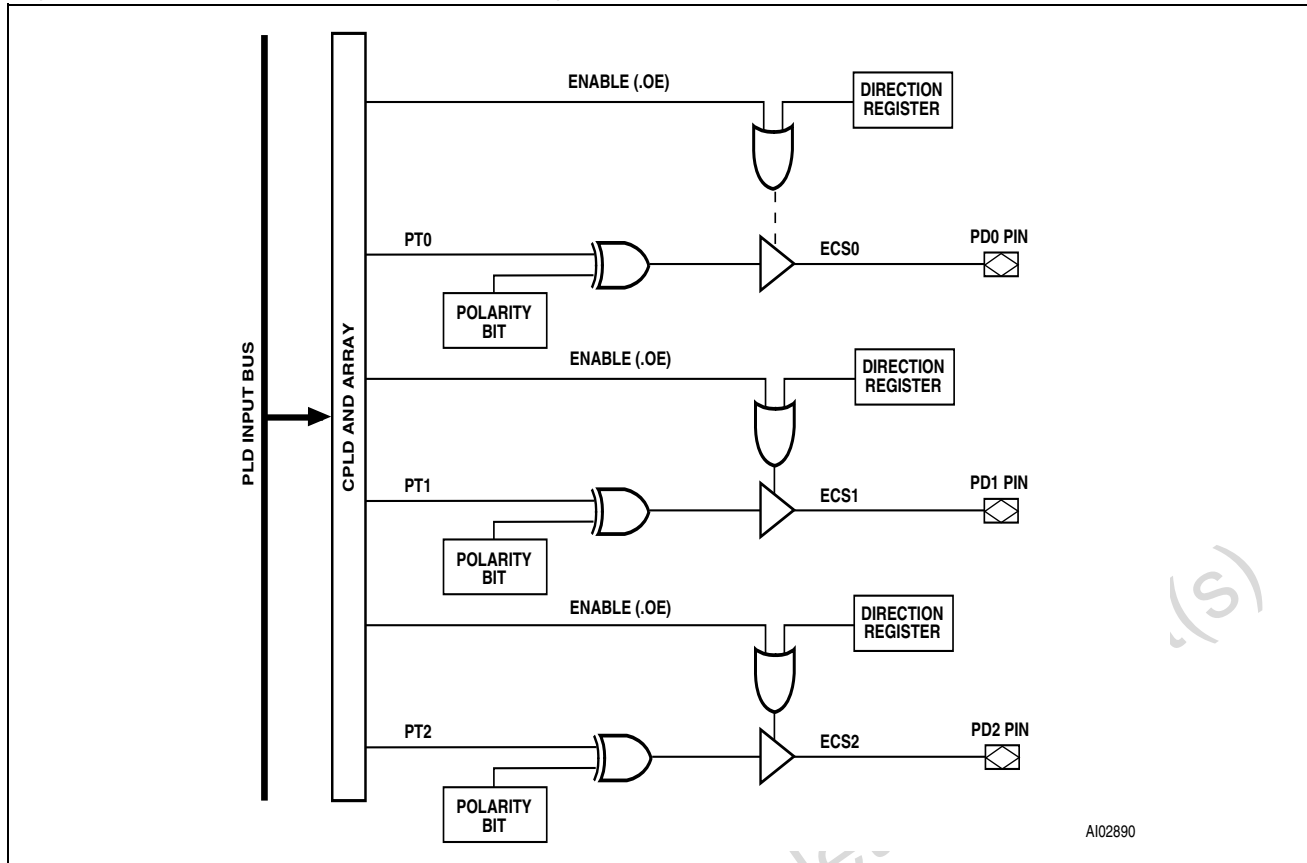 ENABLE (.OE)
DIRECTION
REGISTER
PT0
ECS0
PD0 PIN
POLARITY
BIT
ENABLE (.OE)
DIRECTION
REGISTER
PLD INPUT BUS
CPLD AND ARRAY
PT1
ECS1
PD1 PIN
POLARITY
BIT
ENABLE (.OE)
DIRECTION
REGISTER
(s)
PT2
ECS2
PD2 PIN
POLARITY
BIT
AI02890